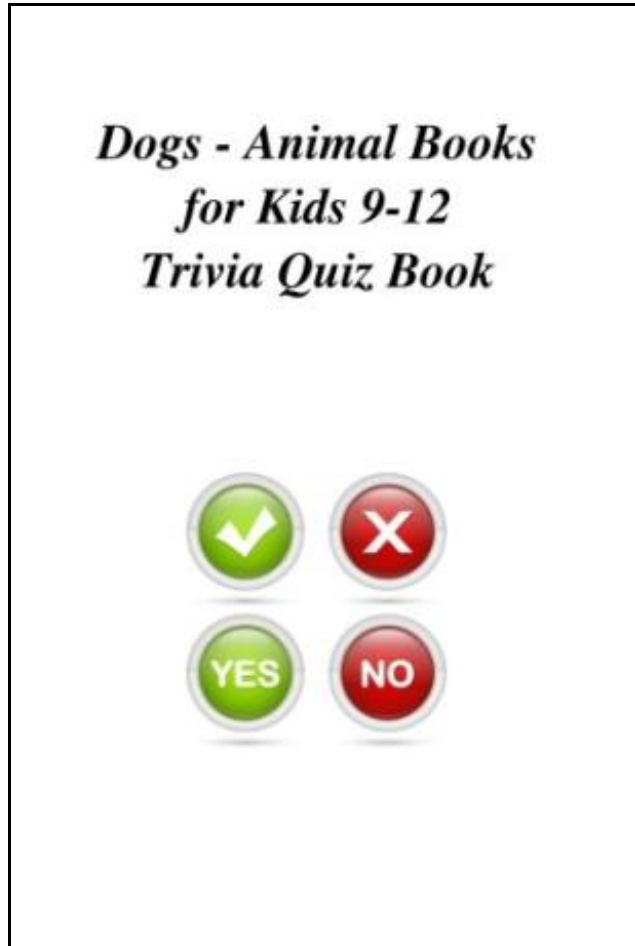 Dogs - Animal Books
for Kids 9-12
Trivia Quiz Book
X
YES NO